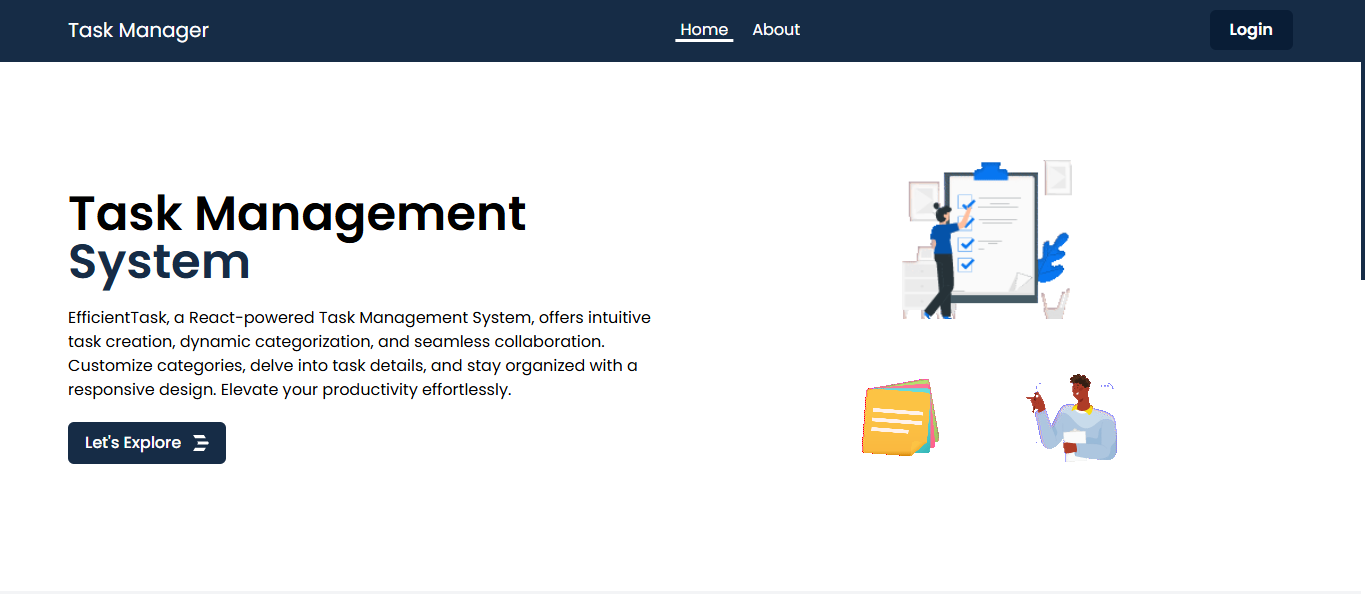 Task Manager
Home
About
Login
Task Management
System
EfficientTask, a React-powered Task Management System, offers intuitive
task creation, dynamic categorization, and seamless collaboration.
Customize categories, delve into task details, and stay organized with a
responsive design. Elevate your productivity effortlessly.
Let's Explore